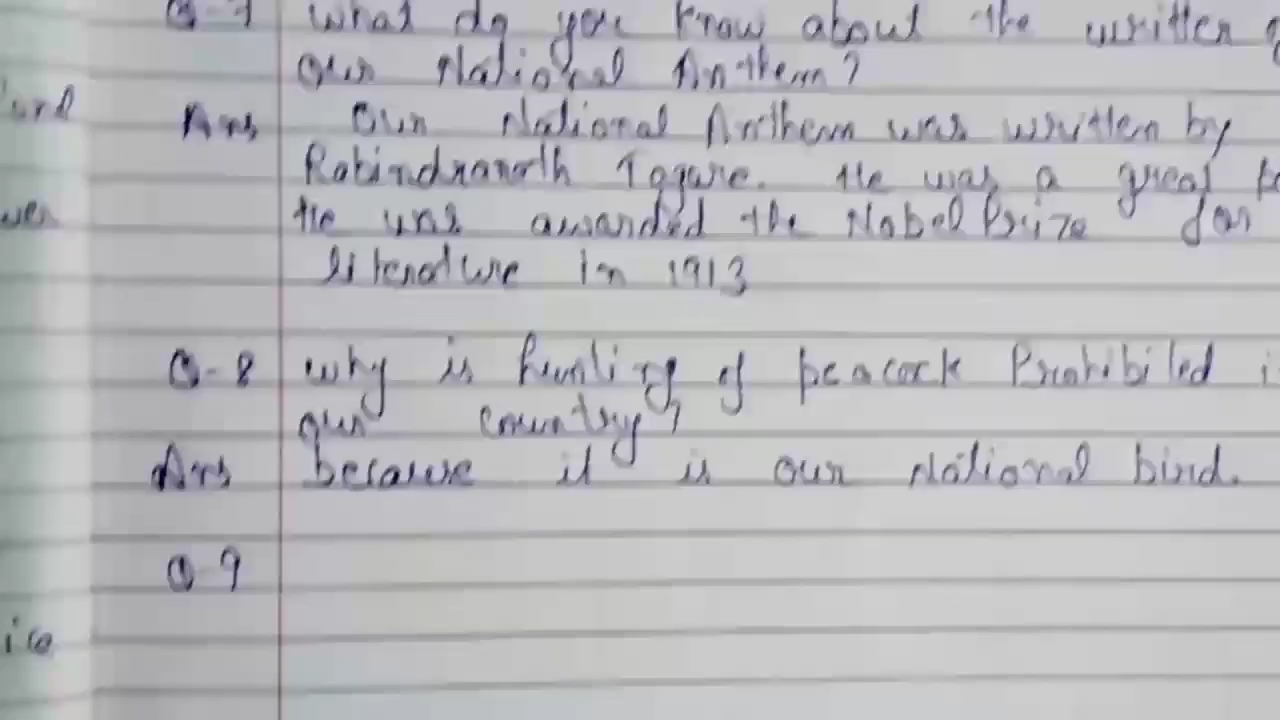 Q-7 What do you know about the written
our National Anthem?
Ans Our National Anthem was written by
Rabindranath Tagore. He was a great
He was awarded the Nobel Prize for
literature in 1913
Q-8 why is hunting of peacock Prohibited
our country?
Ans because it is our National bird.
Q-9